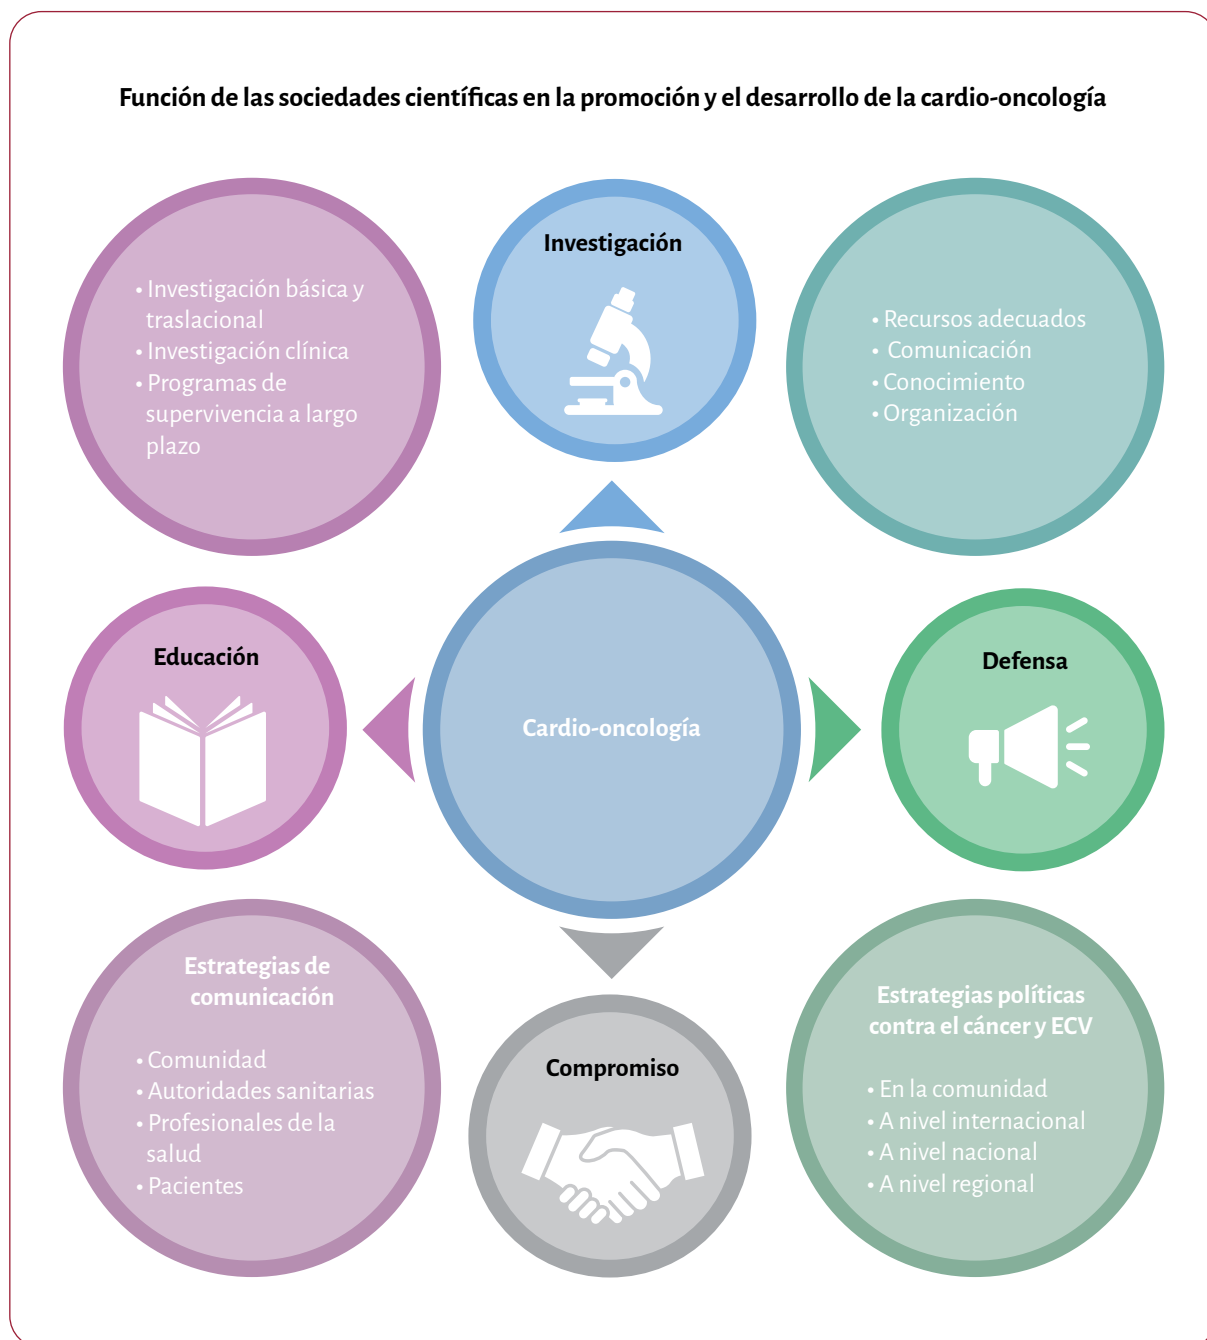 Función de las sociedades científicas en la promoción y el desarrollo de la cardio-oncología
• Investigación básica y
traslacional
• Investigación clínica
• Programas de
supervivencia a largo
plazo
Investigación
• Recursos adecuados
• Comunicación
• Conocimiento
• Organización
Educación
Cardio-oncología
Defensa
Estrategias de
comunicación
• Comunidad
• Autoridades sanitarias
• Profesionales de la
salud
• Pacientes
Compromiso
Estrategias políticas
contra el cáncer y ECV
• En la comunidad
• A nivel internacional
• A nivel nacional
• A nivel regional